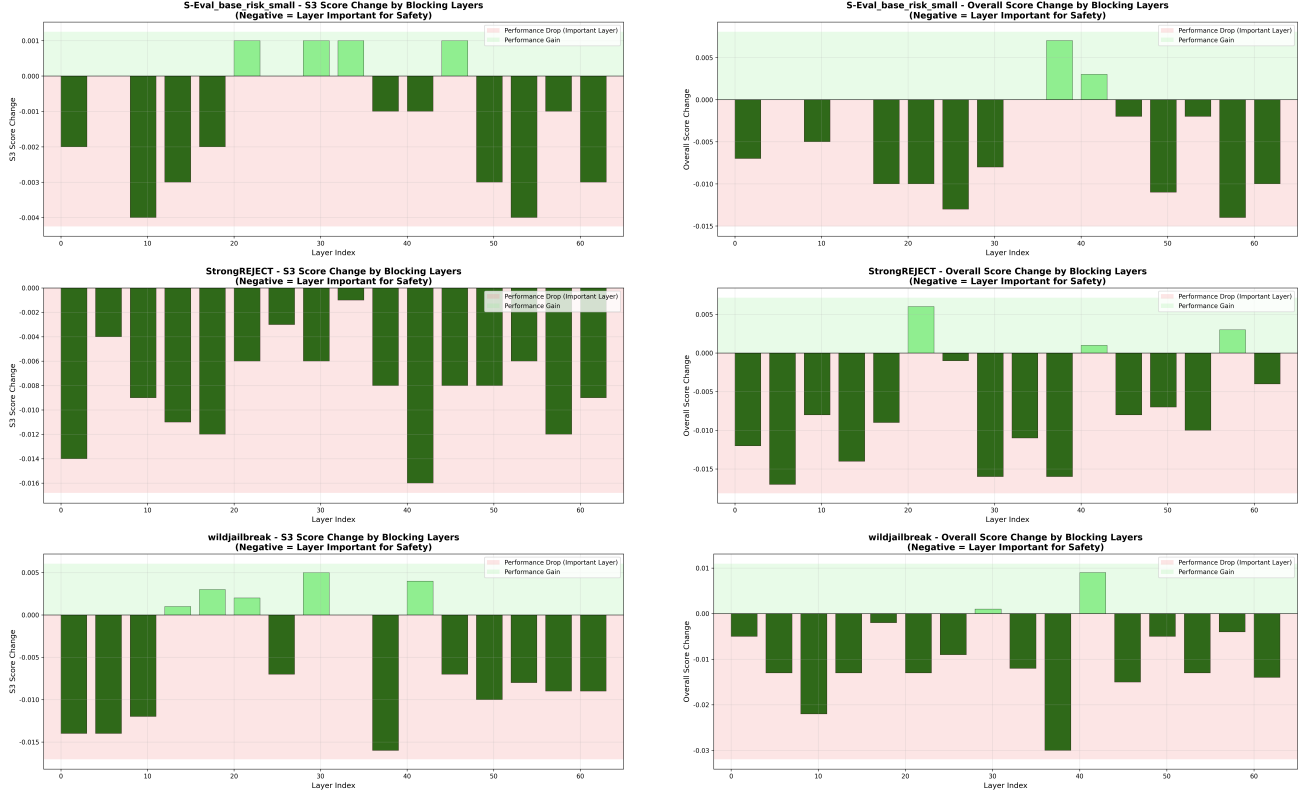 S-Eval_base_risk_small - S3 Score Change by Blocking Layers
(Negative = Layer Important for Safety)
Performance Drop (Important Layer)
Performance Gain
0.001
0.000
-0.001
-0.002
-0.003
-0.004
S3 Score Change
0 10 20 30 40 50 60
Layer Index
S-Eval_base_risk_small - Overall Score Change by Blocking Layers
(Negative = Layer Important for Safety)
Performance Drop (Important Layer)
Performance Gain
0.005
0.000
-0.005
-0.010
-0.015
Overall Score Change
0 10 20 30 40 50 60
Layer Index
StrongREJECT - S3 Score Change by Blocking Layers
(Negative = Layer Important for Safety)
Performance Drop (Important Layer)
Performance Gain
0.000
-0.002
-0.004
-0.006
-0.008
-0.010
-0.012
-0.014
-0.016
S3 Score Change
0 10 20 30 40 50 60
Layer Index
StrongREJECT - Overall Score Change by Blocking Layers
(Negative = Layer Important for Safety)
Performance Drop (Important Layer)
Performance Gain
0.005
0.000
-0.005
-0.010
-0.015
Overall Score Change
0 10 20 30 40 50 60
Layer Index
wildjailbreak - S3 Score Change by Blocking Layers
(Negative = Layer Important for Safety)
Performance Drop (Important Layer)
Performance Gain
0.005
0.000
-0.005
-0.010
-0.015
S3 Score Change
0 10 20 30 40 50 60
Layer Index
wildjailbreak - Overall Score Change by Blocking Layers
(Negative = Layer Important for Safety)
Performance Drop (Important Layer)
Performance Gain
0.01
0.00
-0.01
-0.02
-0.03
Overall Score Change
0 10 20 30 40 50 60
Layer Index